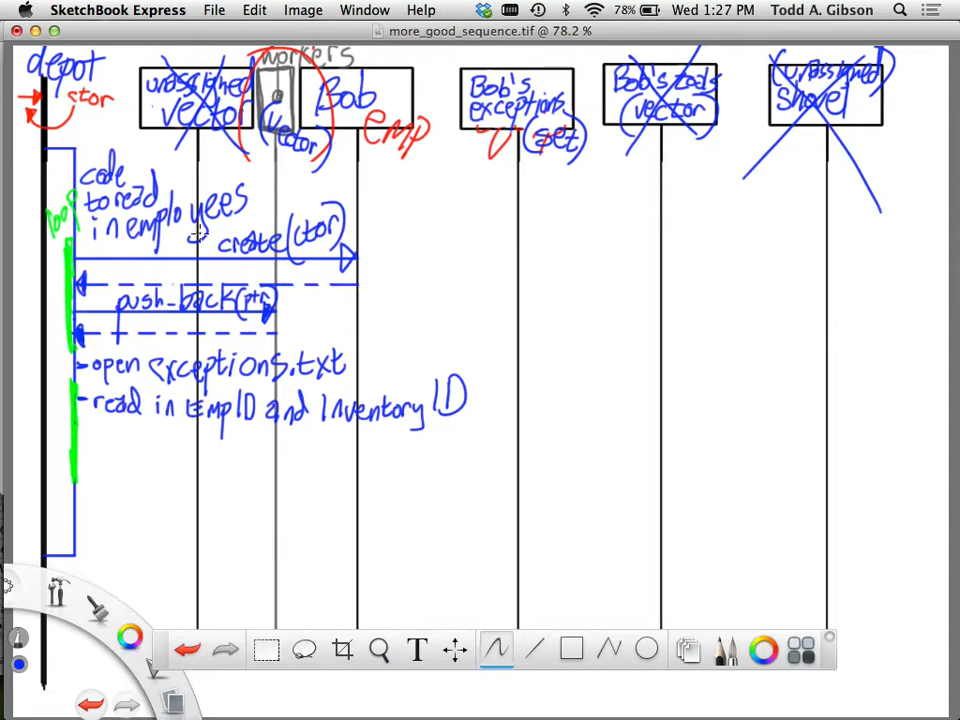 SketchBook Express File Edit Image Window Help 78% Wed 1:27 PM Todd A. Gibson
more_good_sequence.tif @ 78.2 %
depot
ctor
unassigned
vector
workers
(vector)
Bob
emp
Bob's
exceptions
(set)
Bob's tools
(vector)
(unassigned)
shovel
loop
code
to read
in employees
create(ctor)
push_back(ptr)
-open exceptions.txt
-read in empID and InventoryID
T